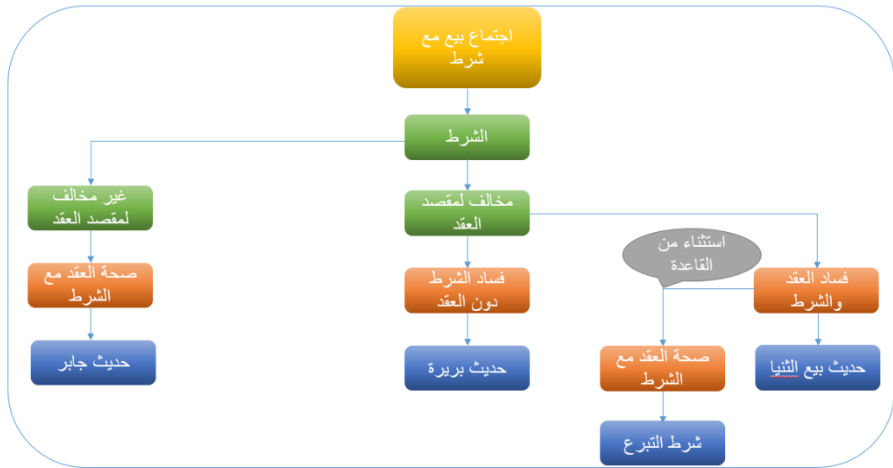 اجتماع بيع مع
شرط
الشرط
غير مخالف
لمقصد العقد
مخالف لمقصد
العقد
استثناء من
القاعدة
صحة العقد مع
الشرط
فساد الشرط
دون العقد
فساد العقد
والشرط
حديث جابر
حديث بريرة
صحة العقد مع
الشرط
حديث بيع الثنيا
شرط التبرع